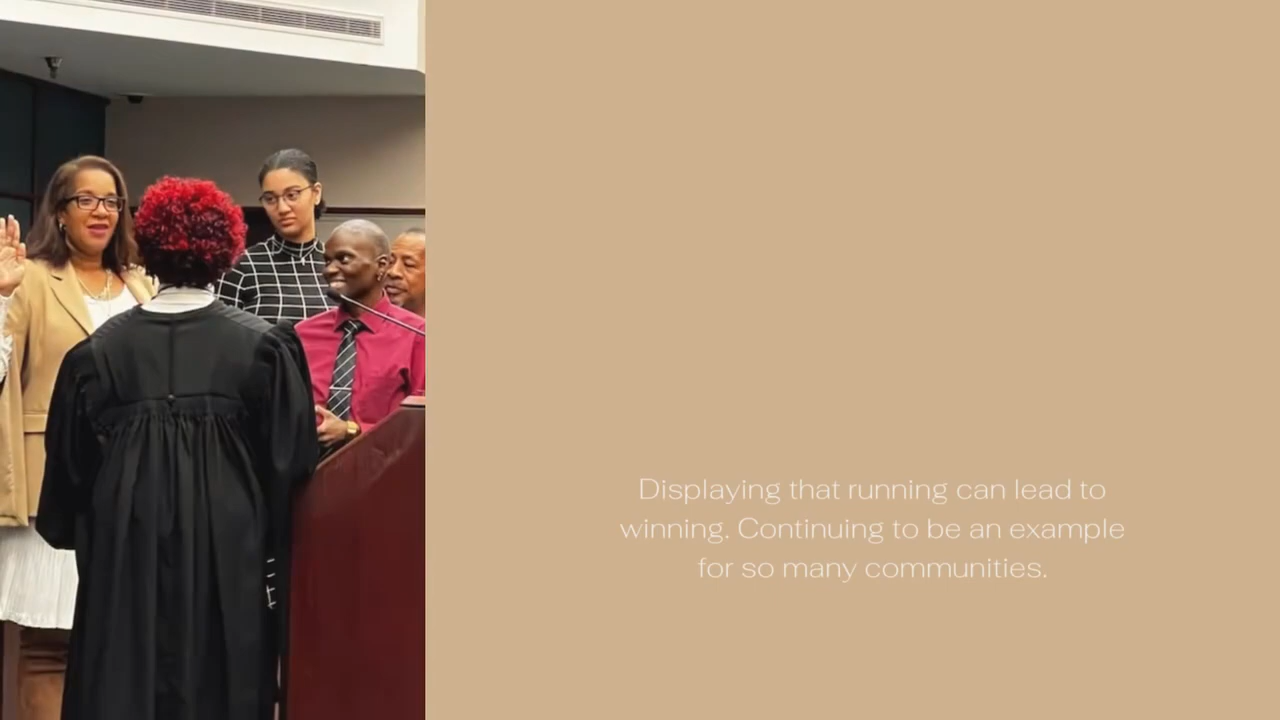 Displaying that running can lead to
winning. Continuing to be an example
for so many communities.